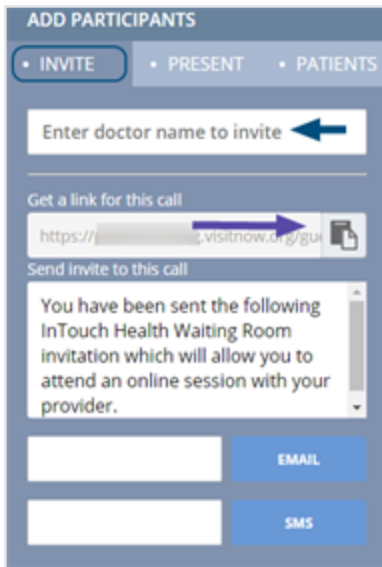 ADD PARTICIPANTS
• INVITE • PRESENT • PATIENTS
Enter doctor name to invite
Get a link for this call
https:// .visitnow.org/gu
Send invite to this call
You have been sent the following
InTouch Health Waiting Room
invitation which will allow you to
attend an online session with your
provider.
EMAIL
SMS